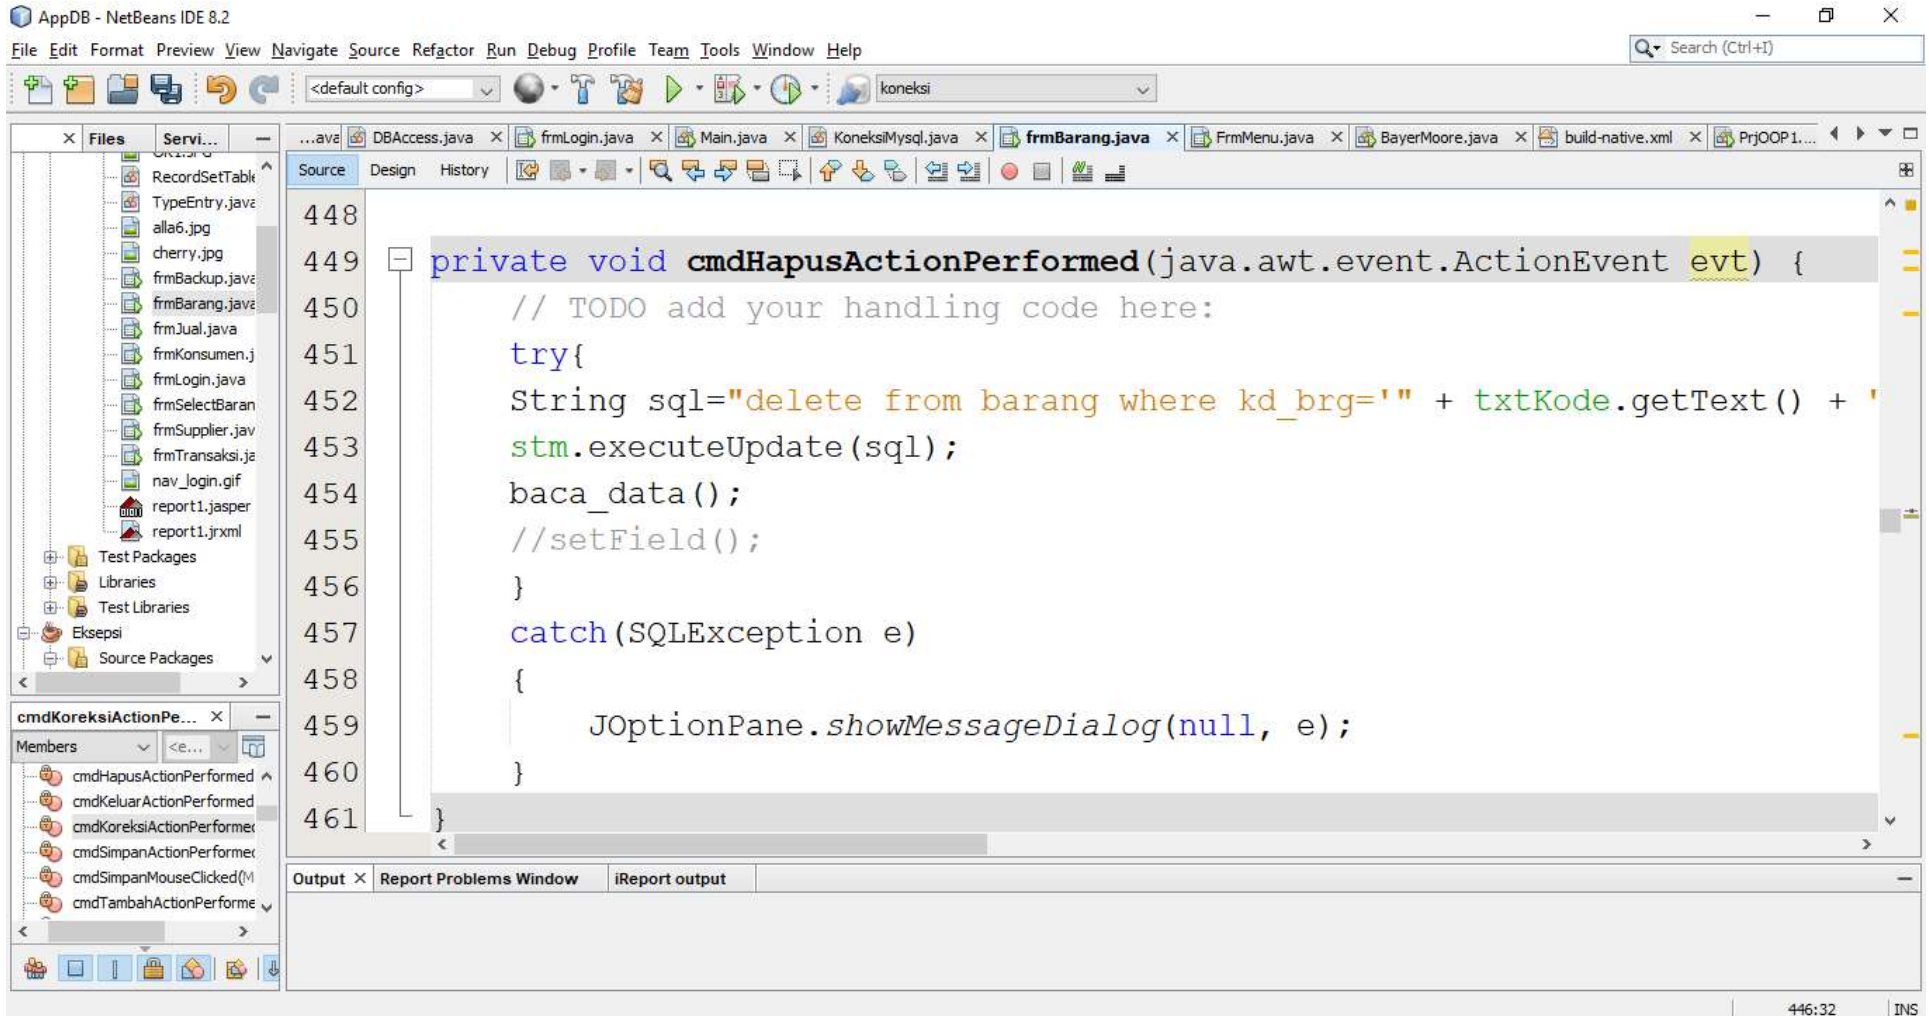 AppDB - NetBeans IDE 8.2
File Edit Format Preview View Navigate Source Refactor Run Debug Profile Team Tools Window Help
Search (Ctrl+I)
<default config>
koneksi
Files Servi...
...ava DBAccess.java frmLogin.java Main.java KoneksiMysql.java frmBarang.java FrmMenu.java BayerMoore.java build-native.xml PrjOOP1....
Source Design History
RecordSetTable
TypeEntry.java
alla6.jpg
cherry.jpg
frmBackup.java
frmBarang.java
frmJual.java
frmKonsumen.j
frmLogin.java
frmSelectBaran
frmSupplier.jav
frmTransaksi.ja
nav_login.gif
report1.jasper
report1.jrxml
Test Packages
Libraries
Test Libraries
Eksepsi
Source Packages
448
449 private void cmdHapusActionPerformed(java.awt.event.ActionEvent evt) {
450 // TODO add your handling code here:
451 try{
452 String sql="delete from barang where kd_brg='" + txtKode.getText() + '
453 stm.executeUpdate(sql);
454 baca_data();
455 //setField();
456 }
457 catch(SQLException e)
458 {
459 JOptionPane.showMessageDialog(null, e);
460 }
461 }
cmdKoreksiActionPe...
Members <e...
cmdHapusActionPerformed
cmdKeluarActionPerformed
cmdKoreksiActionPerformed
cmdSimpanActionPerformed
cmdSimpanMouseClicked(M
cmdTambahActionPerforme
Output Report Problems Window iReport output
446:32 INS